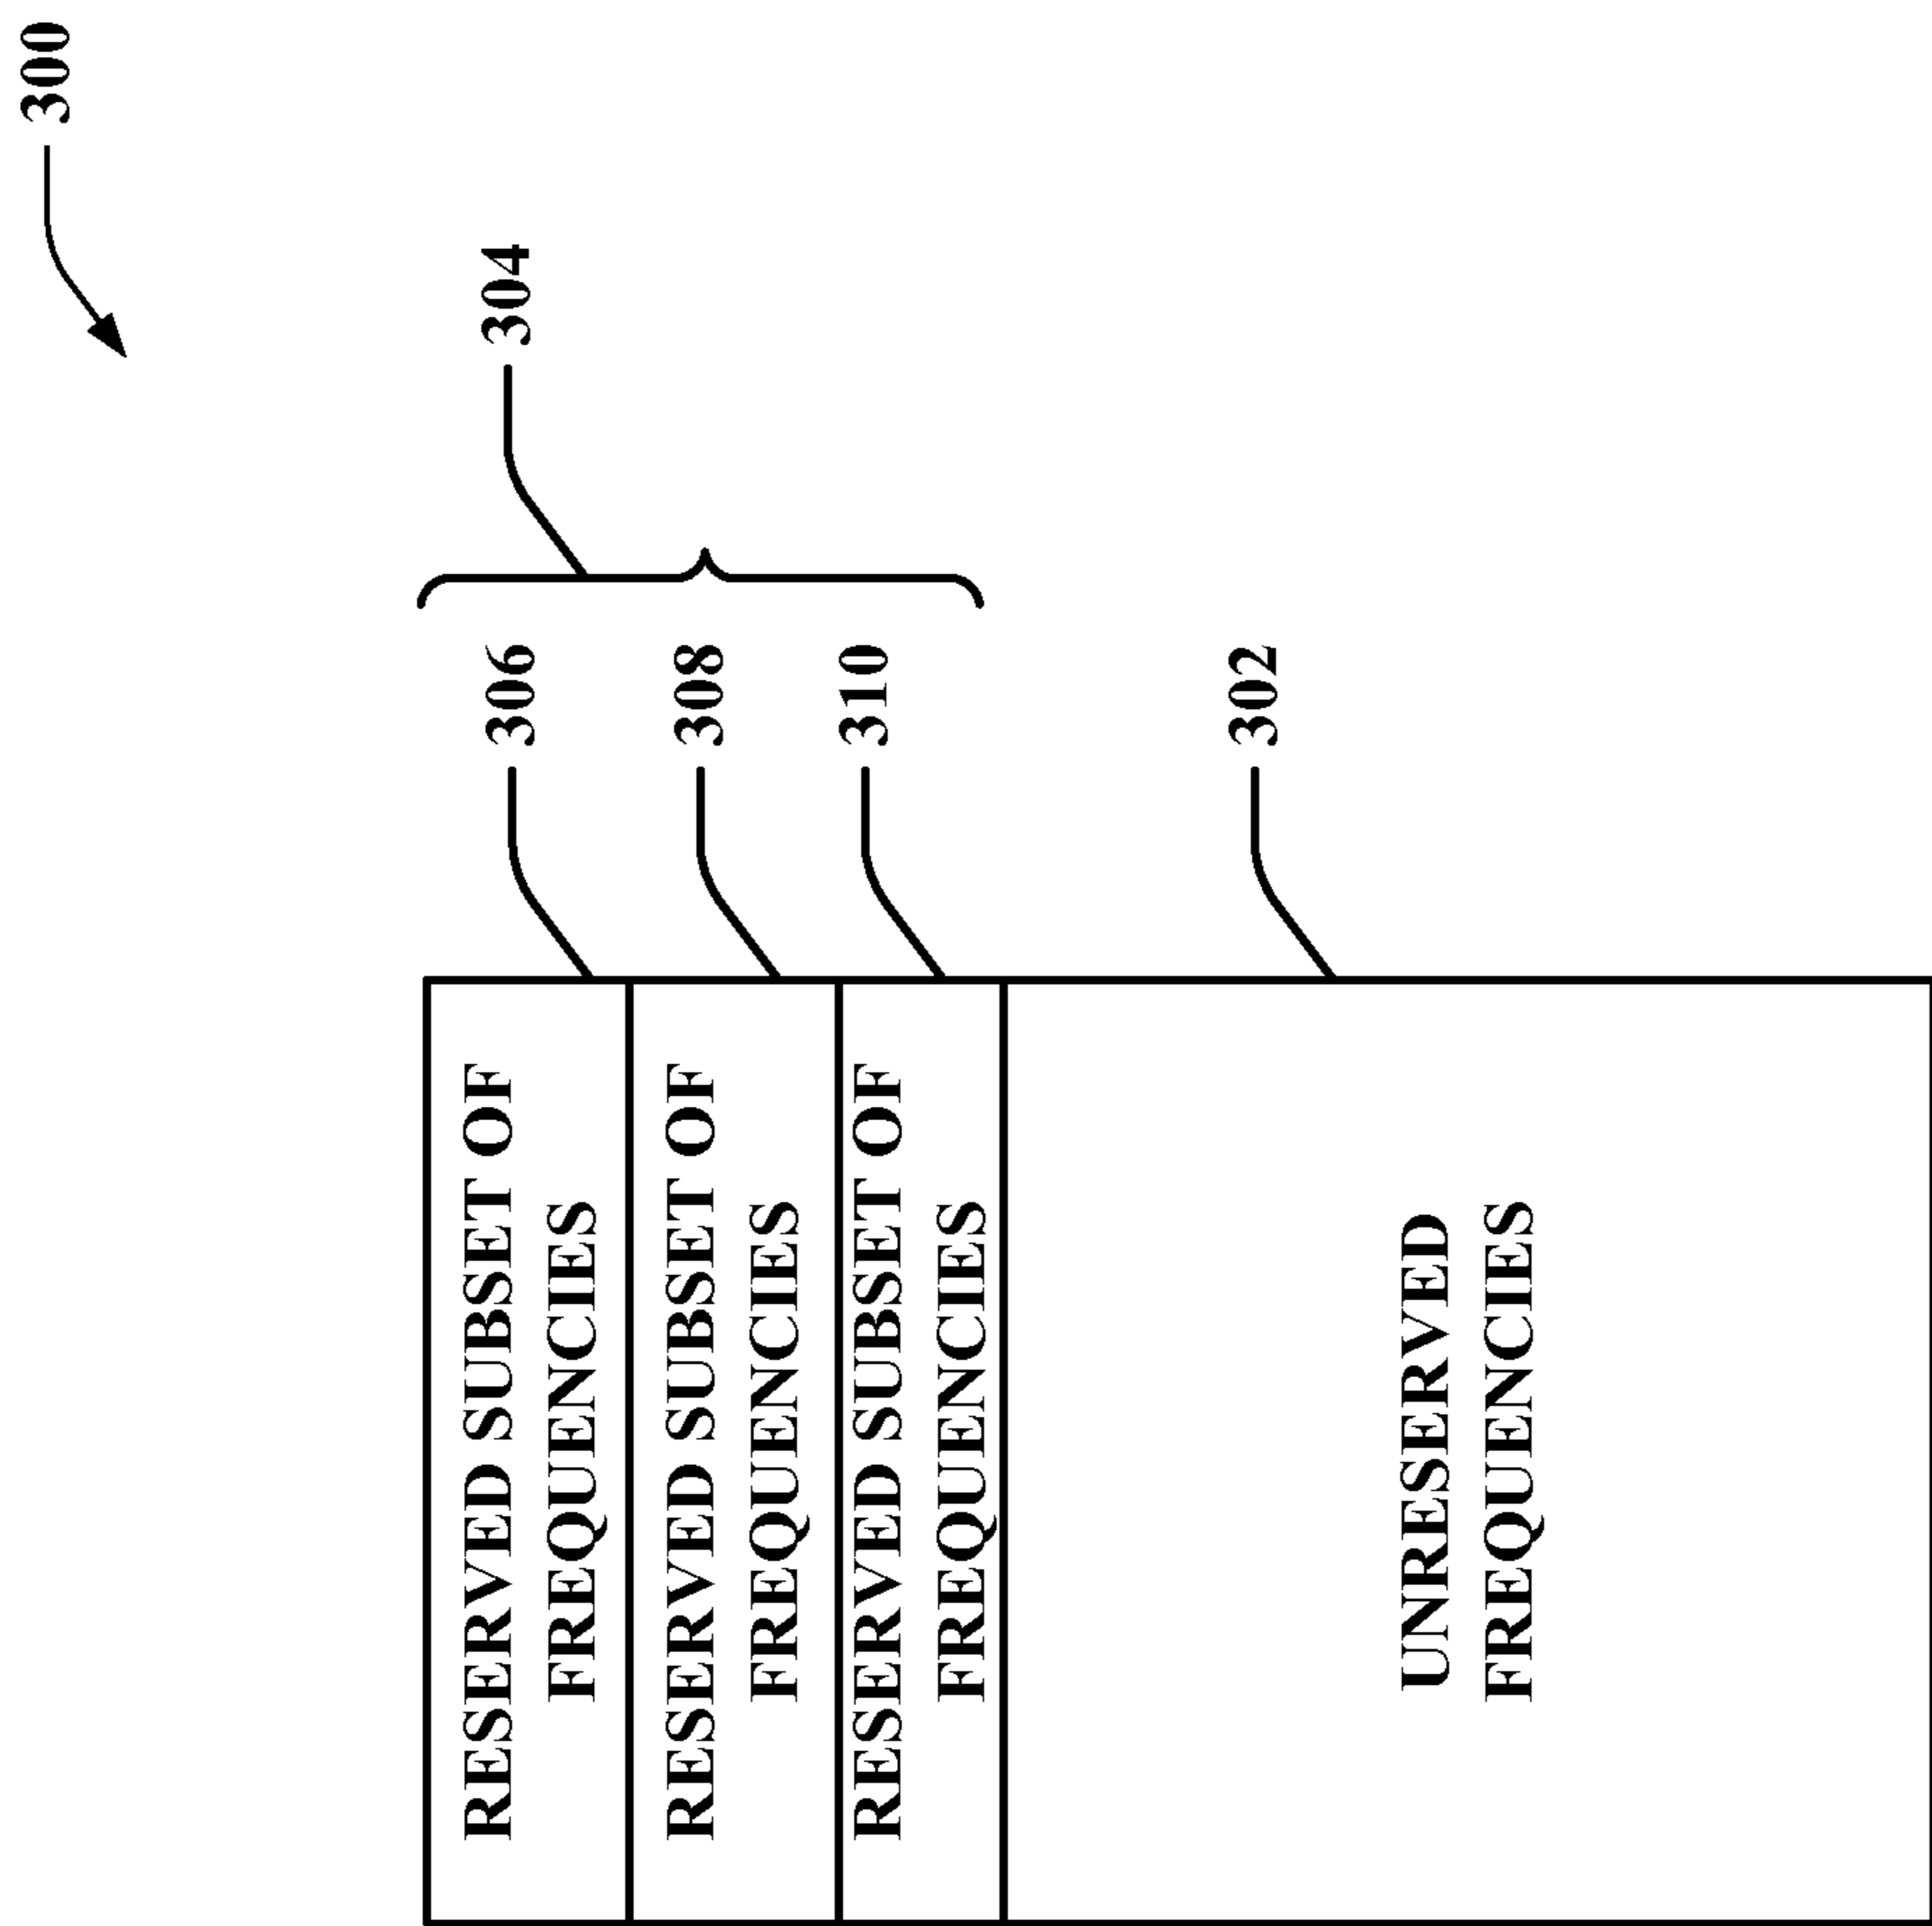 300
304
306
308
310
302
RESERVED SUBSET OF
FREQUENCIES
RESERVED SUBSET OF
FREQUENCIES
RESERVED SUBSET OF
FREQUENCIES
UNRESERVED
FREQUENCIES